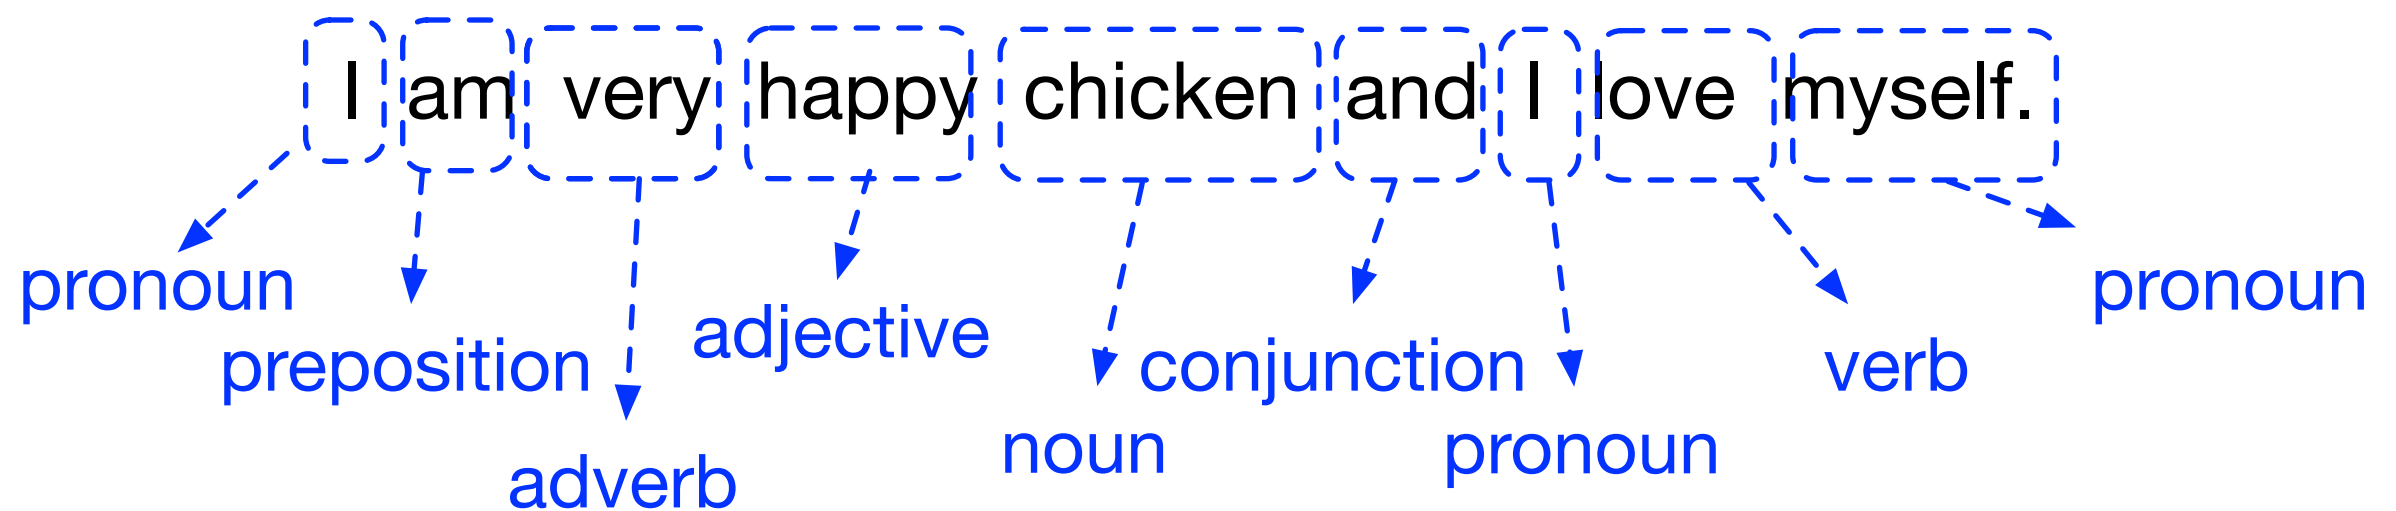 I am very happy chicken and I love myself.
pronoun
preposition
adverb
adjective
noun
conjunction
pronoun
verb
pronoun